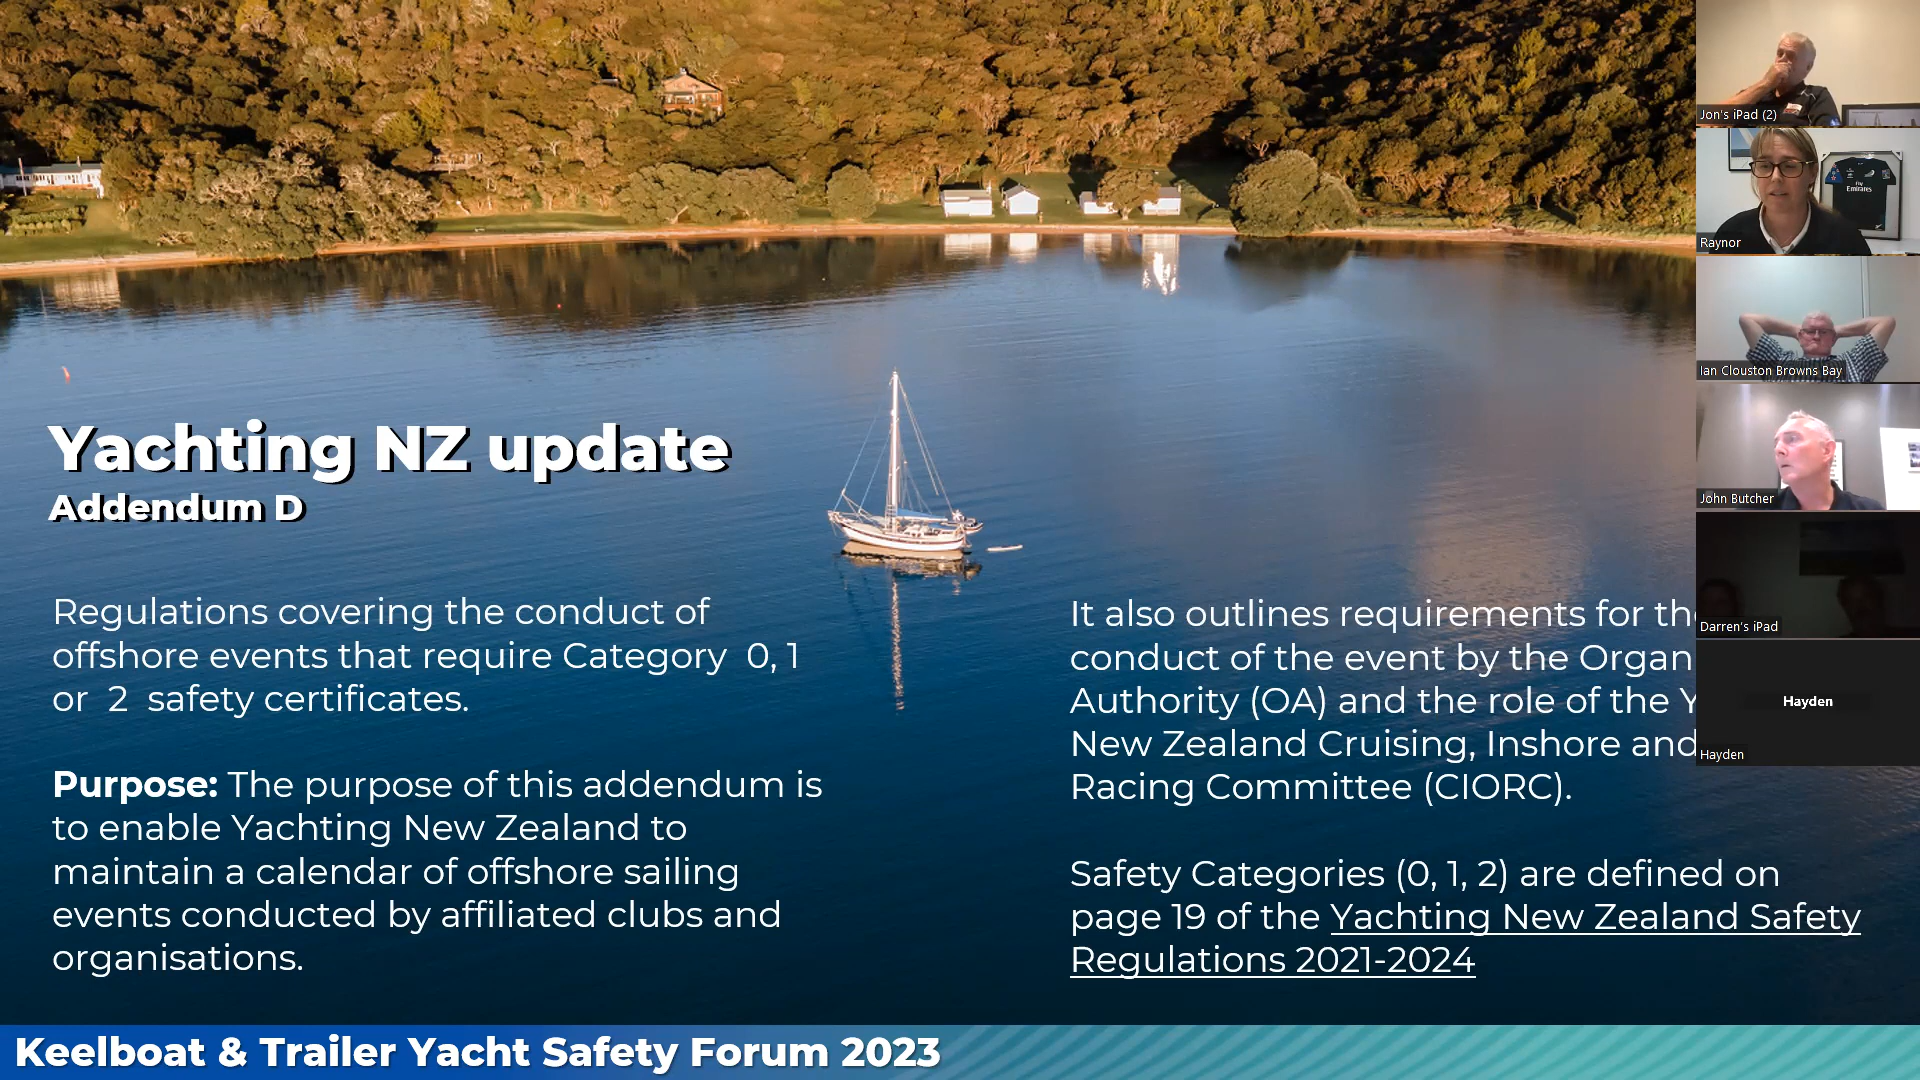 Yachting NZ update
Addendum D
Regulations covering the conduct of
offshore events that require Category 0, 1
or 2 safety certificates.
Purpose: The purpose of this addendum is
to enable Yachting New Zealand to
maintain a calendar of offshore sailing
events conducted by affiliated clubs and
organisations.
It also outlines requirements for the
conduct of the event by the Organ
Authority (OA) and the role of the Y
New Zealand Cruising, Inshore and
Racing Committee (CIORC).
Safety Categories (0, 1, 2) are defined on
page 19 of the Yachting New Zealand Safety
Regulations 2021-2024
Keelboat & Trailer Yacht Safety Forum 2023
Jon's iPad (2)
Fly
Emirates
Raynor
Ian Clouston Browns Bay
John Butcher
Darren's iPad
Hayden
Hayden